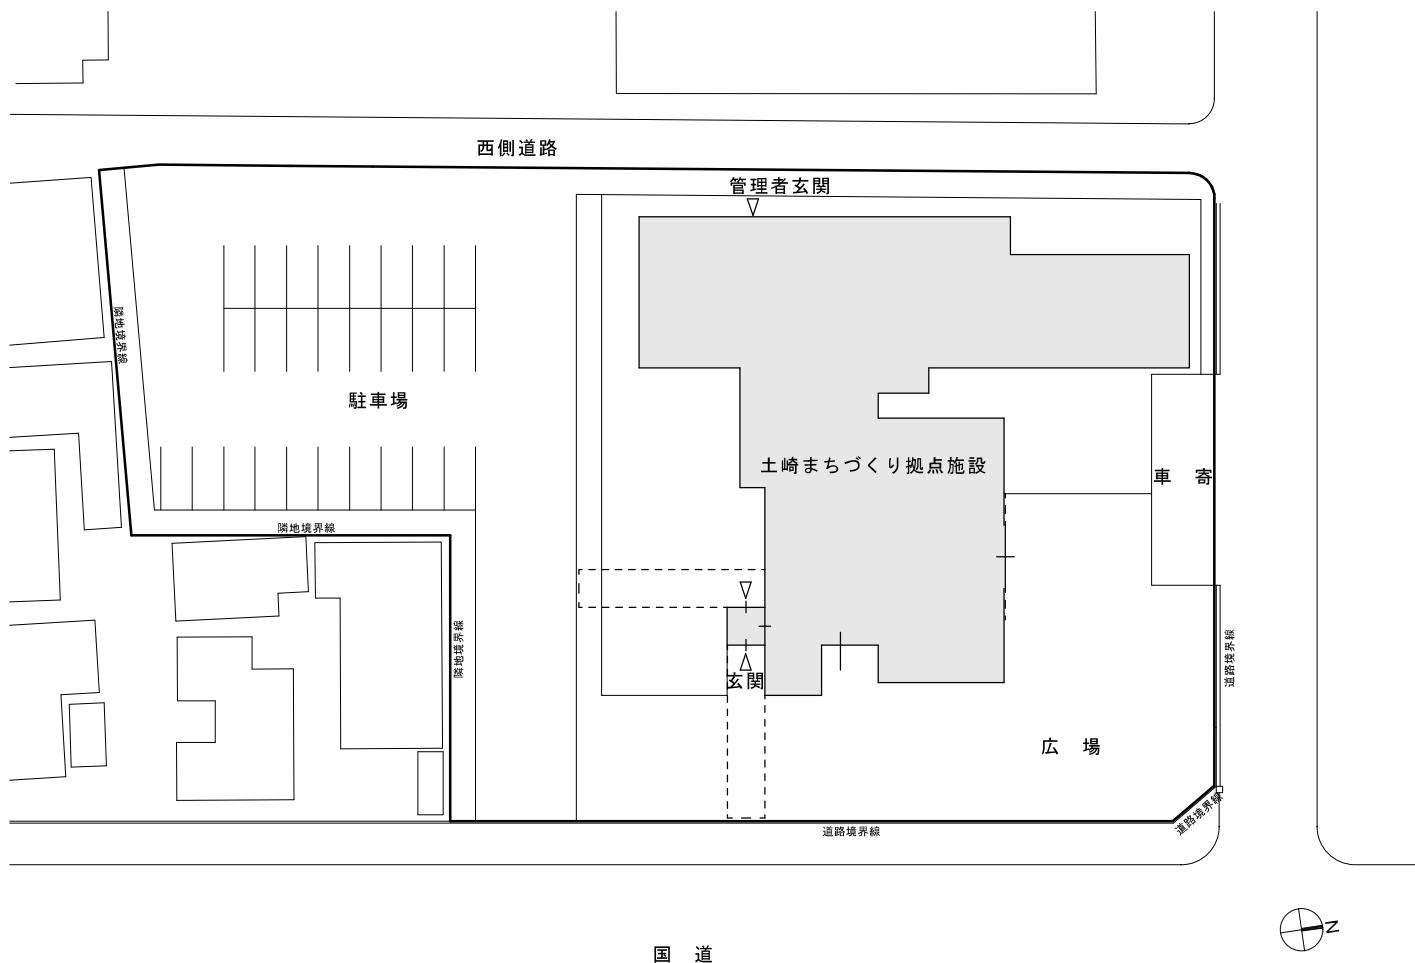 西側道路
管理者玄関
隣地境界線
駐車場
土崎まちづくり拠点施設
車 寄
隣地境界線
隣地境界線
道路境界線
玄関
広 場
道路境界線
道路境界線
N
国 道